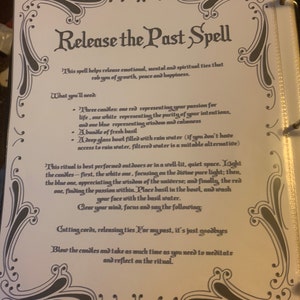 Release the Past Spell
This spell helps release emotional, mental and spiritual ties that
rob you of growth, peace and happiness.
What you'll need
• Three candles: one red representing your passion for
life, one white representing the purity of your intentions,
and one blue representing wisdom and calmness
• A bundle of fresh basil
• A deep glass bowl filled with rain water (if you don't have
access to rain water, filtered water is a suitable alternative)
This ritual is best performed outdoors or in a well-lit, quiet space. Light
the candles – first, the white one, focusing on the divine pure light; then,
the blue one, appreciating the wisdom of the universe; and finally, the red
one, finding the passion within. Place basil in the bowl, and wash
your face with the basil water.
Clear your mind, focus and say the following:
Cutting cords, releasing ties For my past, it's just goodbyes
Blow the candles and take as much time as you need to meditate
and reflect on the ritual.